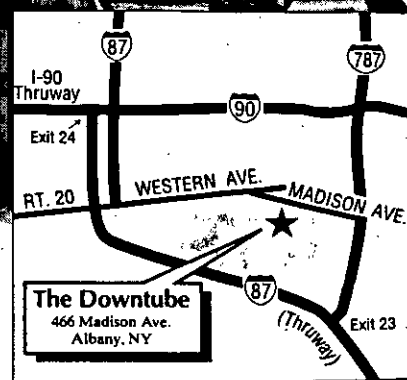 87
787
I-90
Thruway
90
Exit 24
RT. 20
WESTERN AVE.
MADISON AVE.
The Downtube
466 Madison Ave.
Albany, NY
87
(Thruway)
Exit 23